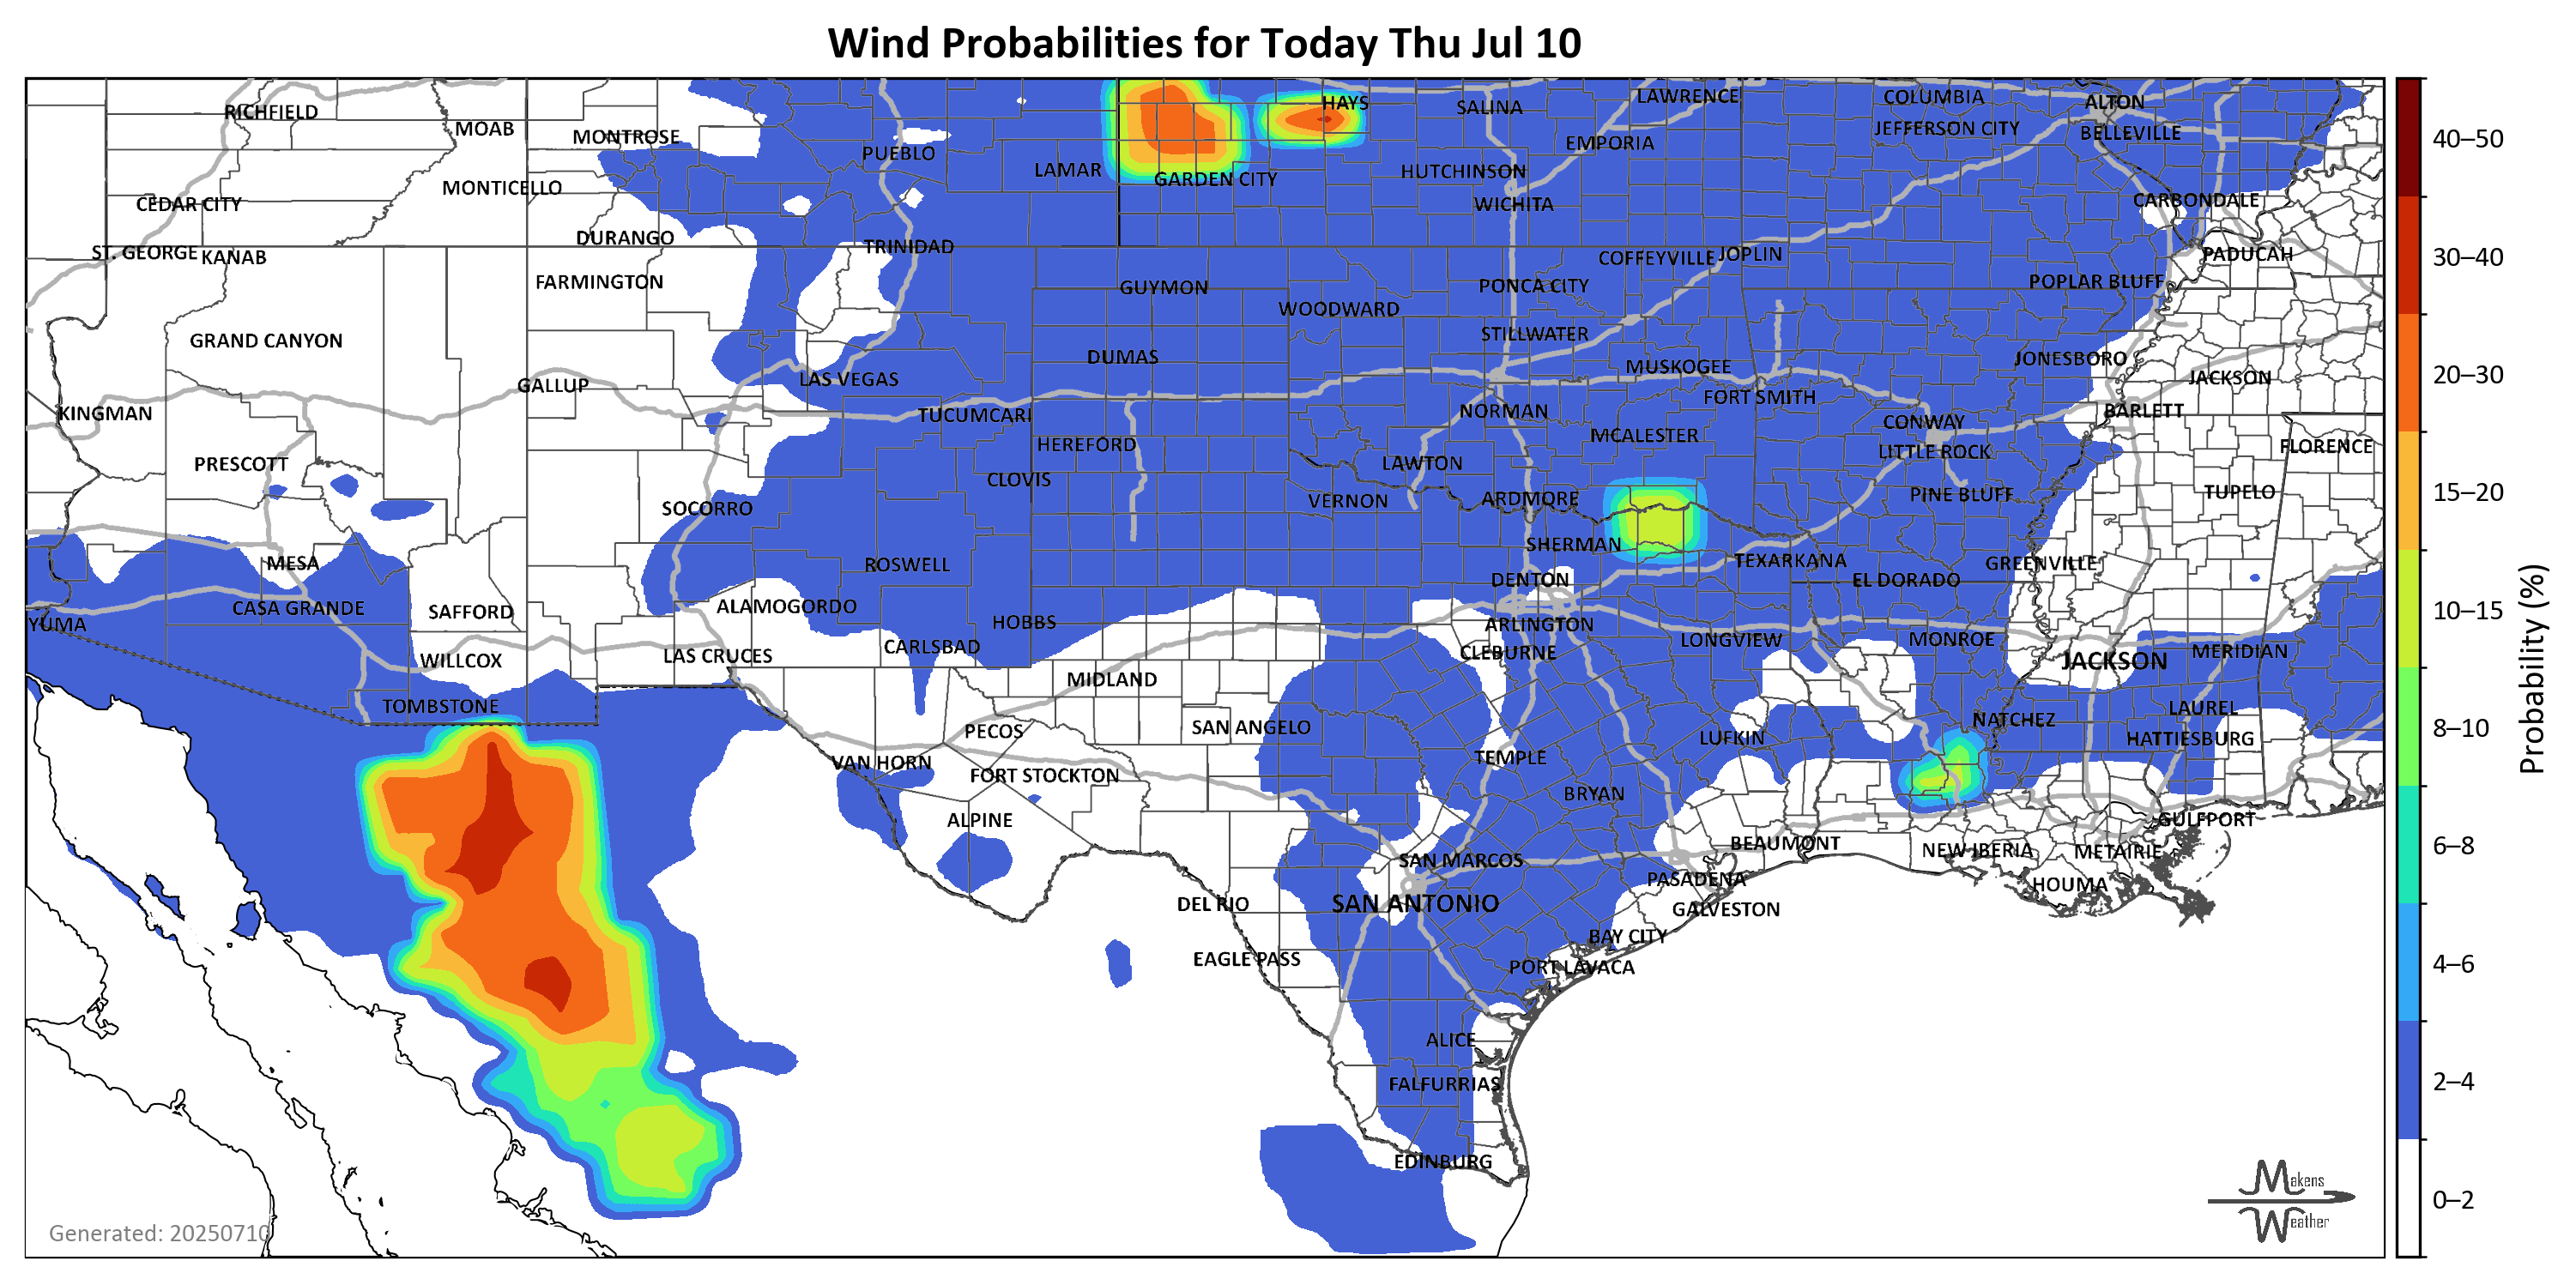 Wind Probabilities for Today Thu Jul 10
RICHFIELD
MOAB
MONTROSE
PUEBLO
LAMAR
GARDEN CITY
HAYS
SALINA
LAWRENCE
COLUMBIA
ALTON
JEFFERSON CITY
BELLEVILLE
EMPORIA
HUTCHINSON
WICHITA
MONTICELLO
CEDAR CITY
CARBONDALE
DURANGO
TRINIDAD
ST. GEORGE
KANAB
COFFEYVILLE
JOPLIN
PADUCAH
FARMINGTON
GUYMON
PONCA CITY
POPLAR BLUFF
WOODWARD
GRAND CANYON
STILLWATER
DUMAS
JONESBORO
MUSKOGEE
LAS VEGAS
JACKSON
GALLUP
FORT SMITH
KINGMAN
TUCUMCARI
NORMAN
BARLETT
CONWAY
HEREFORD
MCALESTER
FLORENCE
LITTLE ROCK
PRESCOTT
LAWTON
CLOVIS
TUPELO
PINE BLUFF
VERNON
ARDMORE
SOCORRO
SHERMAN
MESA
ROSWELL
TEXARKANA
GREENVILLE
DENTON
EL DORADO
CASA GRANDE
SAFFORD
ALAMOGORDO
YUMA
HOBBS
ARLINGTON
LONGVIEW
MONROE
CARLSBAD
CLEBURNE
MERIDIAN
WILLCOX
LAS CRUCES
JACKSON
MIDLAND
TOMBSTONE
LAUREL
NATCHEZ
SAN ANGELO
PECOS
LUFKIN
HATTIESBURG
TEMPLE
VAN HORN
FORT STOCKTON
BRYAN
ALPINE
GULFPORT
BEAUMONT
NEW IBERIA
METAIRIE
SAN MARCOS
PASADENA
HOUMA
DEL RIO
SAN ANTONIO
GALVESTON
BAY CITY
EAGLE PASS
PORT LAVACA
ALICE
FALFURRIAS
EDINBURG
Generated: 20250710
Makens
Weather
40–50
30–40
20–30
15–20
10–15
8–10
6–8
4–6
2–4
0–2
Probability (%)